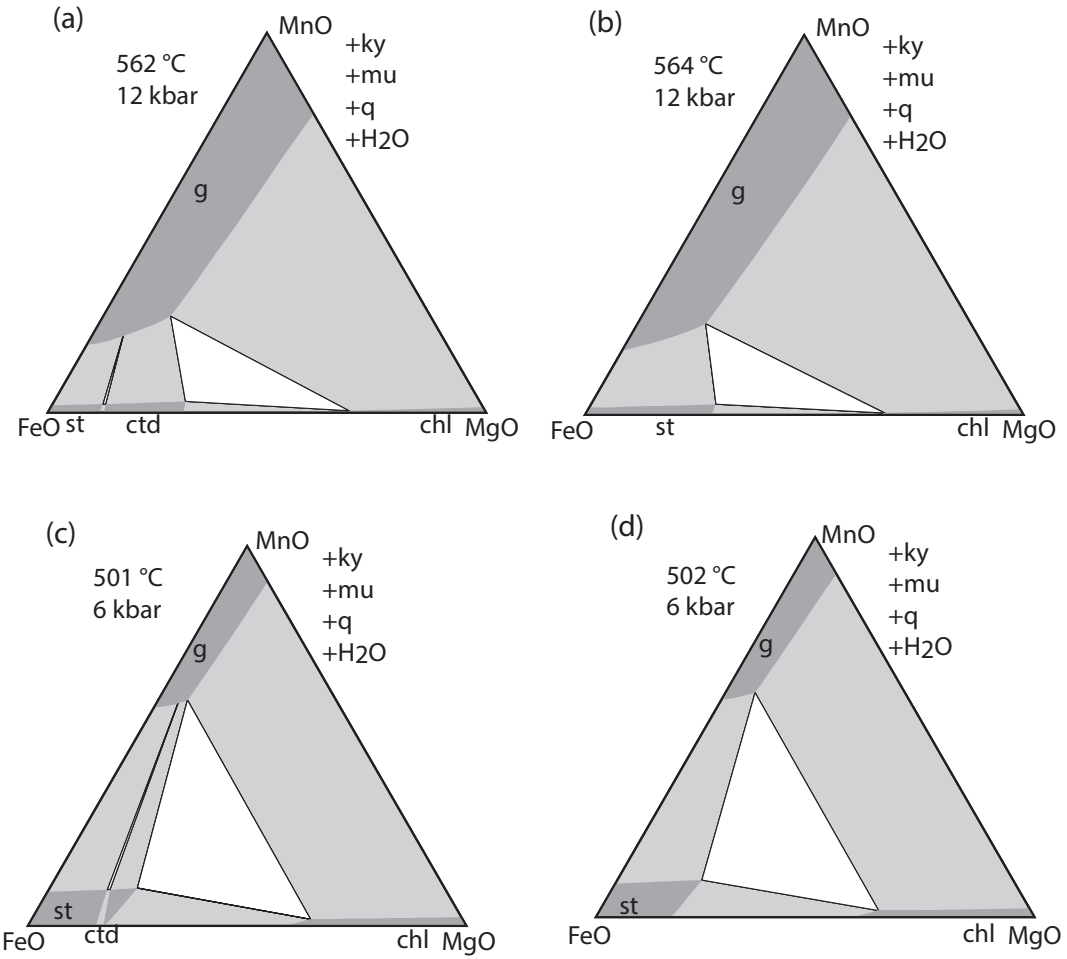 (a)
MnO
562 °C
12 kbar
+ky
+mu
+q
+H2O
g
FeO st ctd chl MgO
(b)
MnO
564 °C
12 kbar
+ky
+mu
+q
+H2O
g
FeO st chl MgO
(c)
MnO
501 °C
6 kbar
+ky
+mu
+q
+H2O
g
st
FeO ctd chl MgO
(d)
MnO
502 °C
6 kbar
+ky
+mu
+q
+H2O
g
st
FeO chl MgO